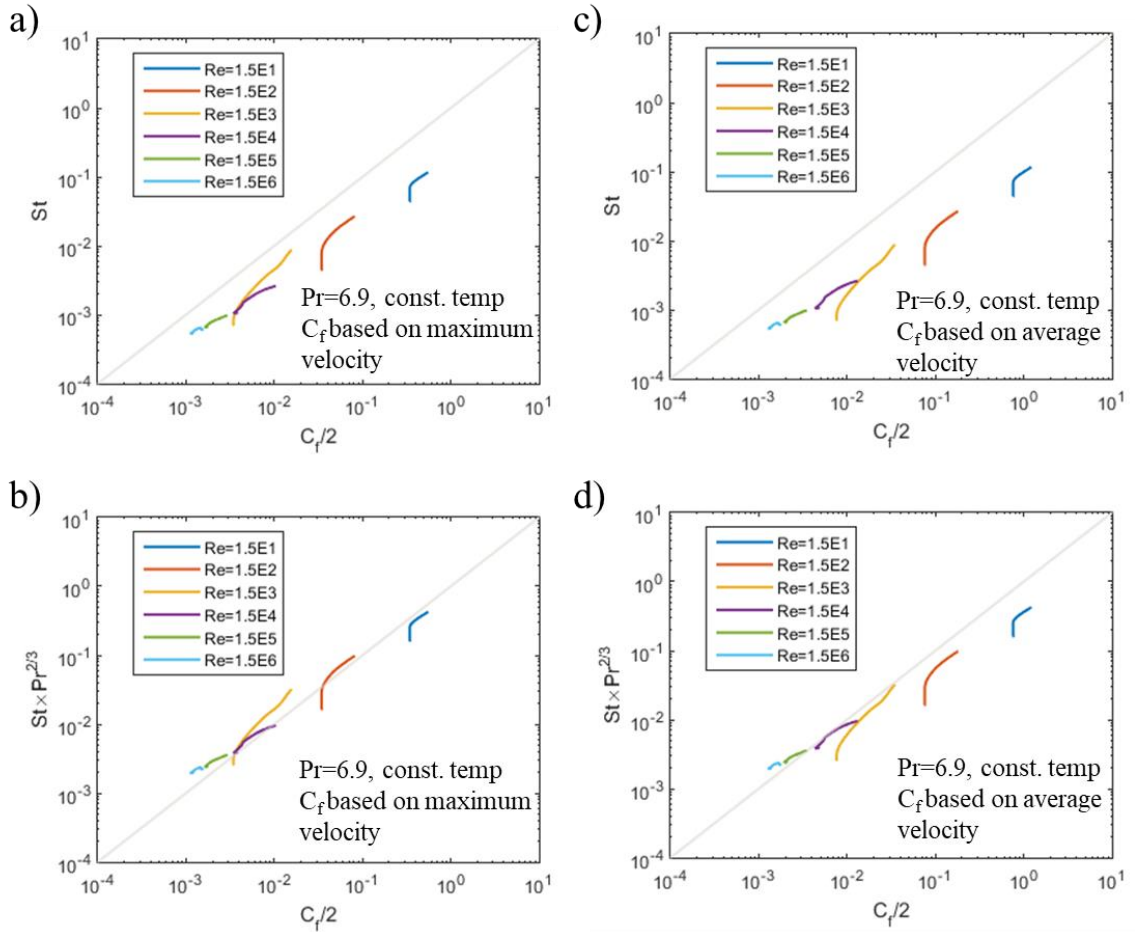 a)
10^1
10^0
10^-1
10^-2
10^-3
10^-4
St
Re=1.5E1
Re=1.5E2
Re=1.5E3
Re=1.5E4
Re=1.5E5
Re=1.5E6
Pr=6.9, const. temp
C_f based on maximum
velocity
10^-4 10^-3 10^-2 10^-1 10^0 10^1
C_f/2
c)
10^1
10^0
10^-1
10^-2
10^-3
10^-4
St
Re=1.5E1
Re=1.5E2
Re=1.5E3
Re=1.5E4
Re=1.5E5
Re=1.5E6
Pr=6.9, const. temp
C_f based on average
velocity
10^-4 10^-3 10^-2 10^-1 10^0 10^1
C_f/2
b)
10^1
10^0
10^-1
10^-2
10^-3
10^-4
St×Pr^2/3
Re=1.5E1
Re=1.5E2
Re=1.5E3
Re=1.5E4
Re=1.5E5
Re=1.5E6
Pr=6.9, const. temp
C_f based on maximum
velocity
10^-4 10^-3 10^-2 10^-1 10^0 10^1
C_f/2
d)
10^1
10^0
10^-1
10^-2
10^-3
10^-4
St×Pr^2/3
Re=1.5E1
Re=1.5E2
Re=1.5E3
Re=1.5E4
Re=1.5E5
Re=1.5E6
Pr=6.9, const. temp
C_f based on average
velocity
10^-4 10^-3 10^-2 10^-1 10^0 10^1
C_f/2